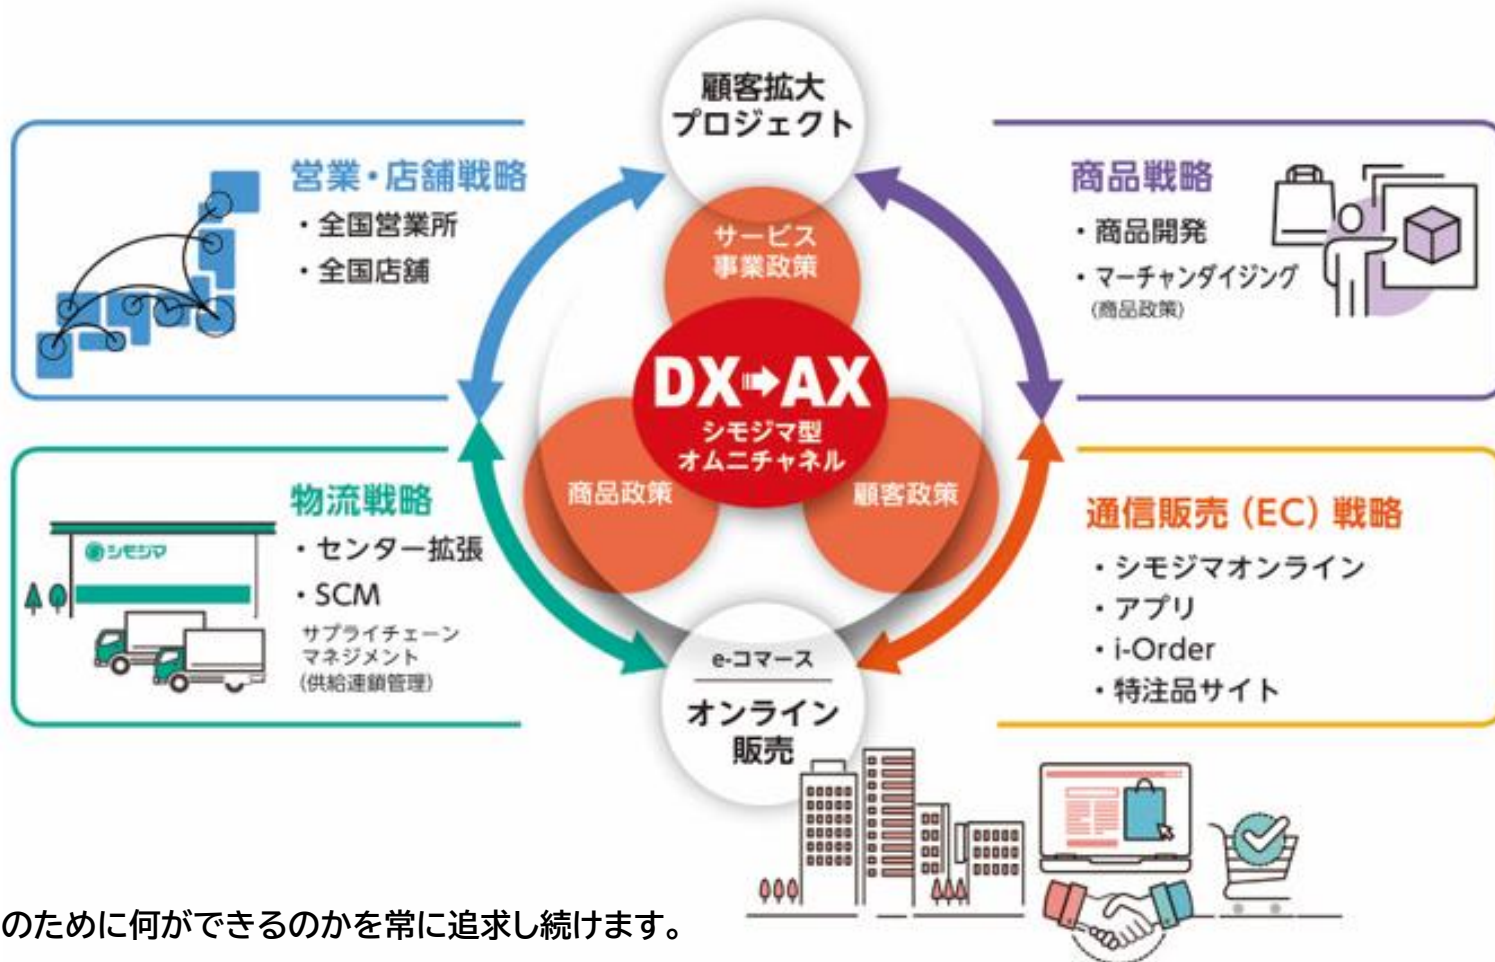 顧客拡大
プロジェクト
営業・店舗戦略
・全国営業所
・全国店舗
商品戦略
・商品開発
・マーチャンダイジング
(商品政策)
サービス
事業政策
DX➡AX
シモジマ型
オムニチャネル
商品政策
顧客政策
物流戦略
・センター拡張
・SCM
サプライチェーン
マネジメント
(供給連鎖管理)
シモジマ
通信販売(EC)戦略
・シモジマオンライン
・アプリ
・i-Order
・特注品サイト
e-コマース
オンライン
販売
のために何ができるのかを常に追求し続けます。